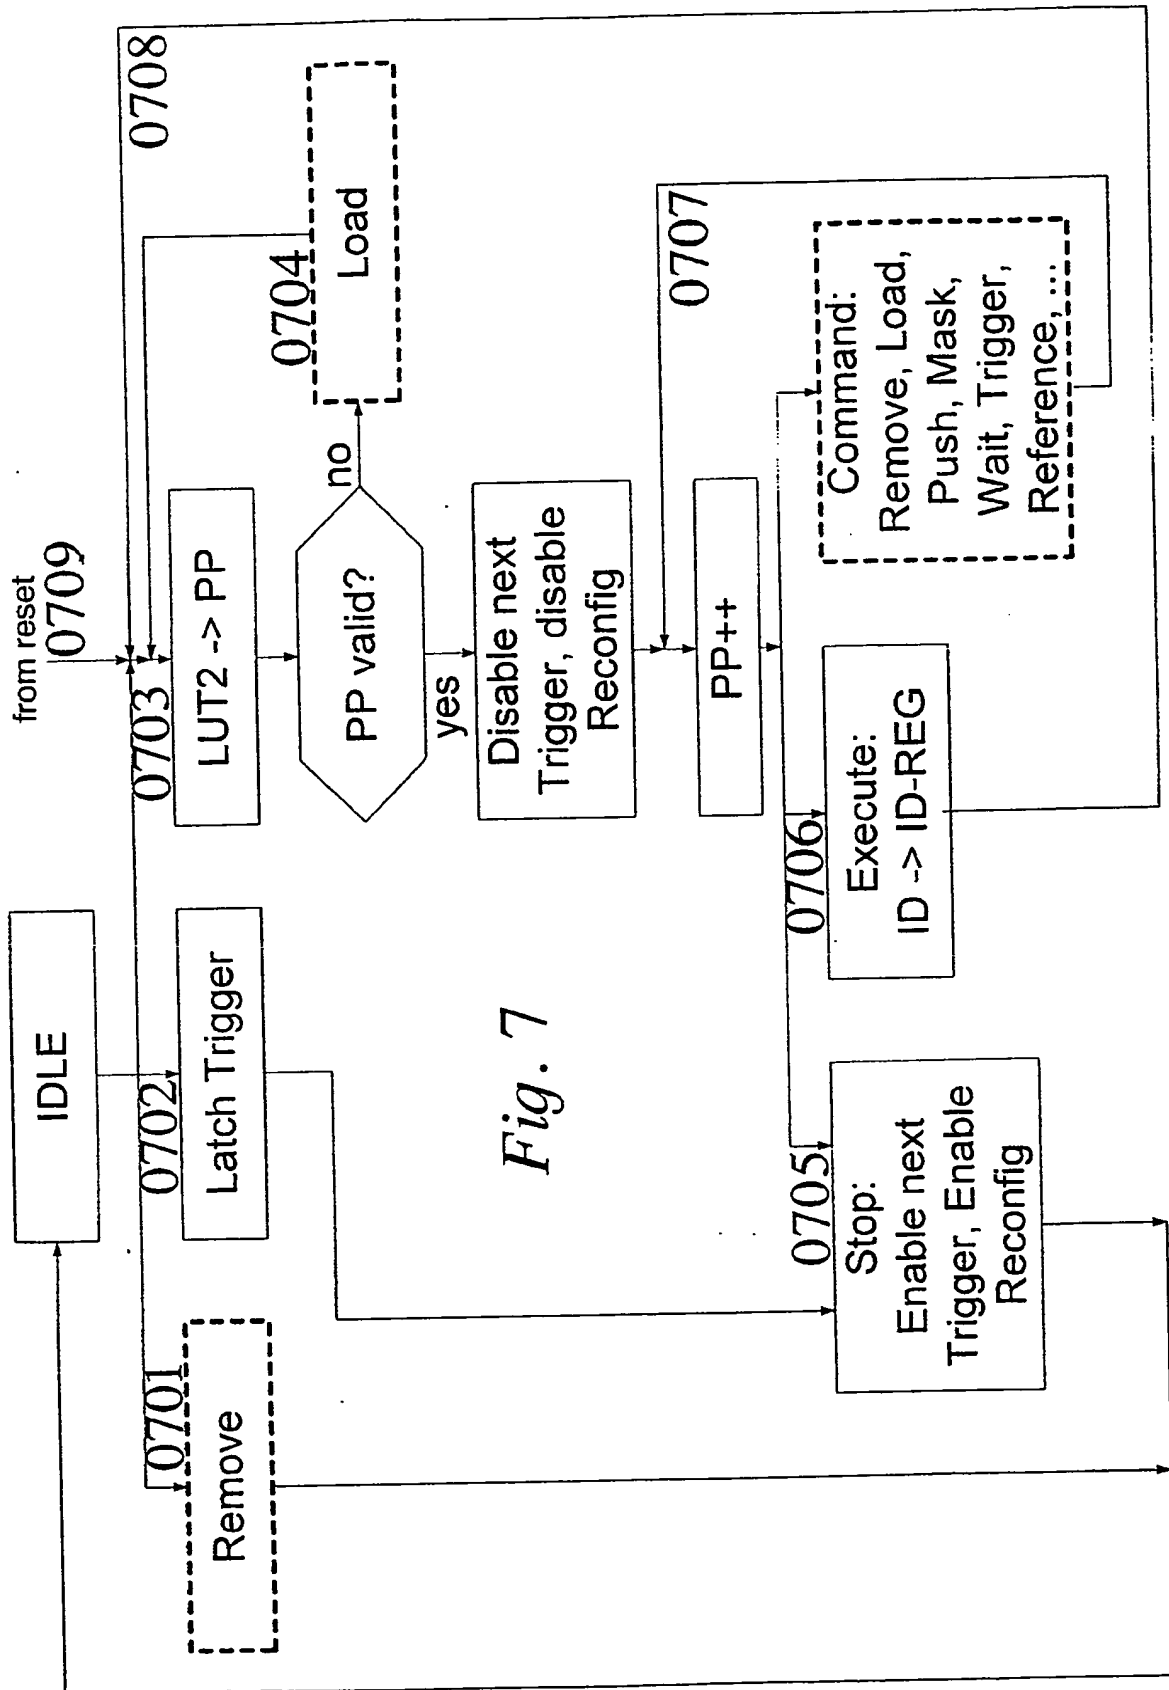 IDLE
from reset
0709
0708
0701
0702
0703
Remove
Latch Trigger
LUT2 -> PP
0704
PP valid?
no
Load
yes
Disable next
Trigger, disable
Reconfig
0707
PP++
0705
0706
Stop:
Enable next
Trigger, Enable
Reconfig
Execute:
ID -> ID-REG
Command:
Remove, Load,
Push, Mask,
Wait, Trigger,
Reference, ...
Fig. 7